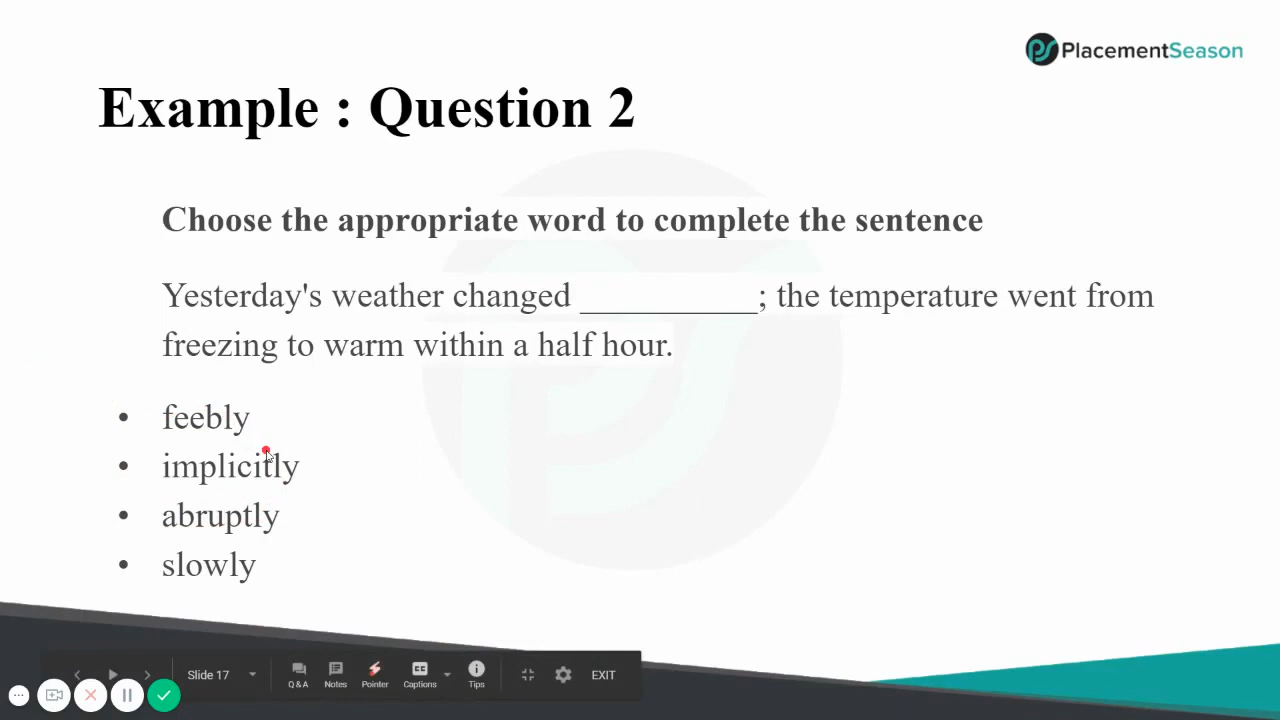 PlacementSeason
Example : Question 2
Choose the appropriate word to complete the sentence
Yesterday's weather changed __________; the temperature went from
freezing to warm within a half hour.
• feebly
• implicitly
• abruptly
• slowly
Slide 17
Q & A
Notes
Pointer
Captions
Tips
EXIT